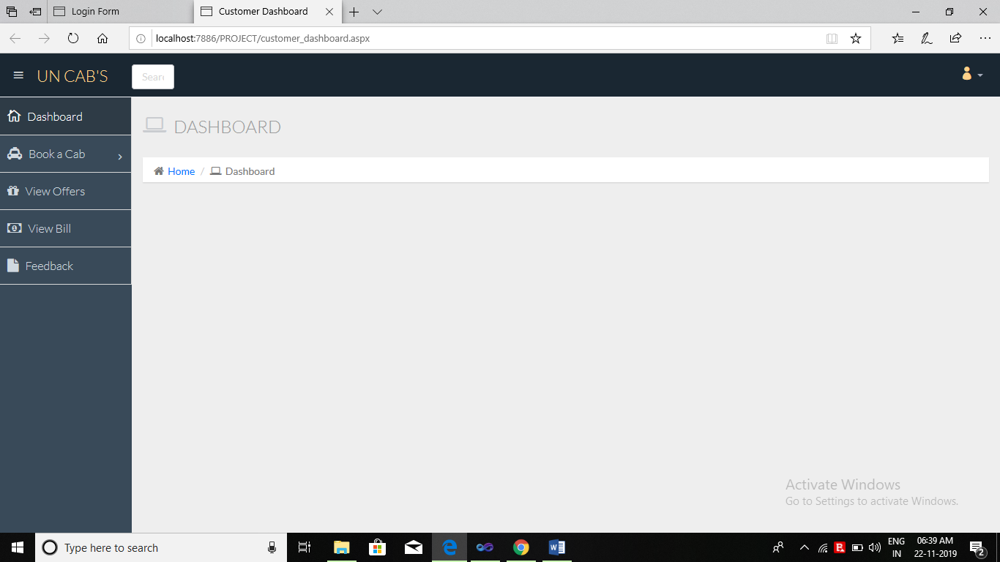 Login Form
Customer Dashboard
localhost:7886/PROJECT/customer_dashboard.aspx
UN CAB'S
Sear
Dashboard
DASHBOARD
Book a Cab
Home / Dashboard
View Offers
View Bill
Feedback
Activate Windows
Go to Settings to activate Windows.
Type here to search
ENG
IN
06:39 AM
22-11-2019
2